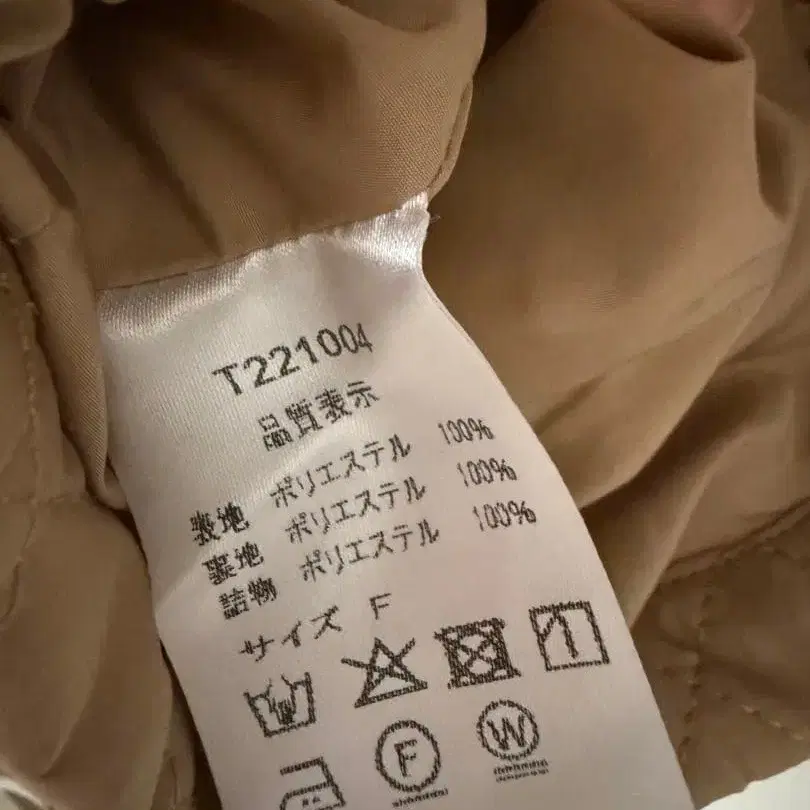 T221004
品質表示
表地 ポリエステル 100%
裏地 ポリエステル 100%
詰物 ポリエステル 100%
サイズ F
F
W